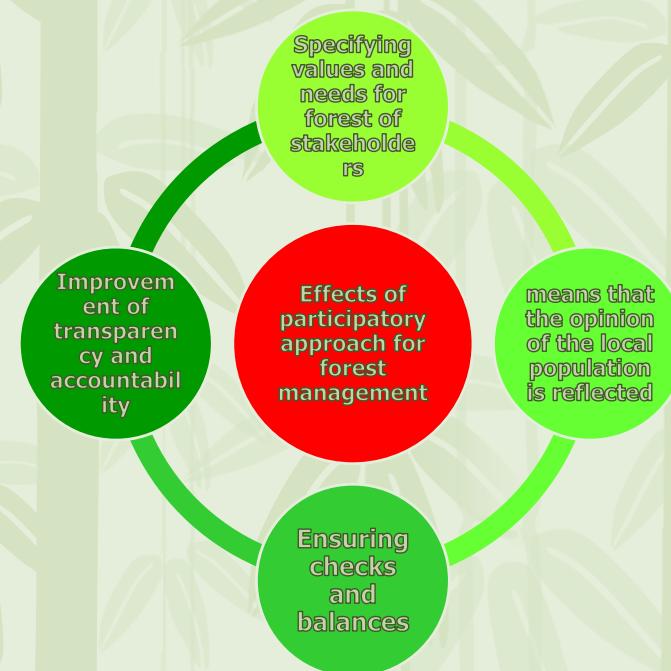 Specifying
values and
needs for
forest of
stakeholde
rs
Improvem
ent of
transparen
cy and
accountabil
ity
Effects of
participatory
approach for
forest
management
means that
the opinion
of the local
population
is reflected
Ensuring
checks
and
balances